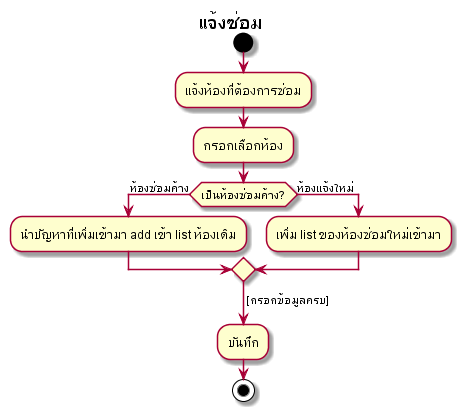 แจ้งซ่อม
แจ้งห้องที่ต้องการซ่อม
กรอกเลือกห้อง
ห้องซ่อมค้าง
เป็นห้องซ่อมค้าง?
ห้องแจ้งใหม่
นำปัญหาที่เพิ่มเข้ามา add เข้า list ห้องเดิม
เพิ่ม list ของห้องซ่อมใหม่เข้ามา
[กรอกข้อมูลครบ]
บันทึก